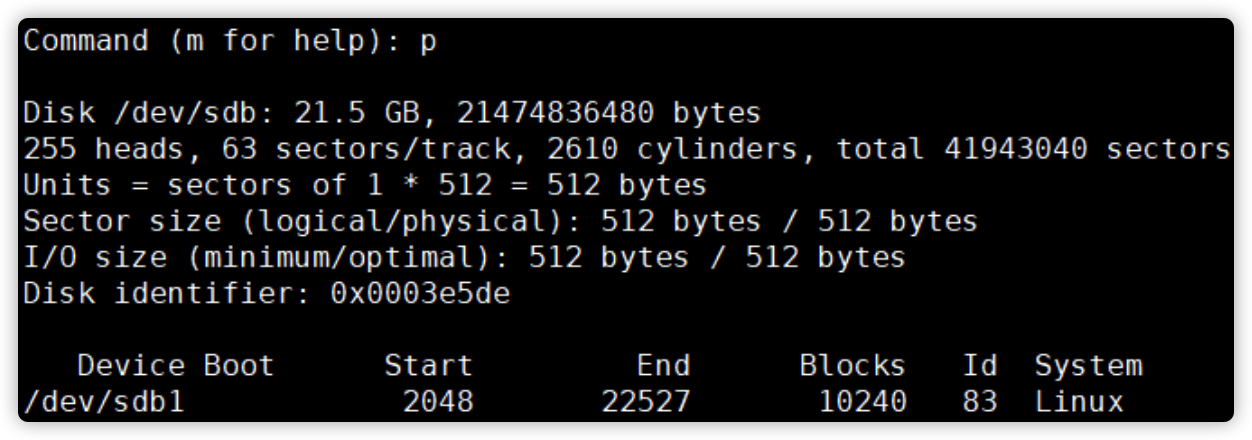 Command (m for help): p
Disk /dev/sdb: 21.5 GB, 21474836480 bytes
255 heads, 63 sectors/track, 2610 cylinders, total 41943040 sectors
Units = sectors of 1 * 512 = 512 bytes
Sector size (logical/physical): 512 bytes / 512 bytes
I/O size (minimum/optimal): 512 bytes / 512 bytes
Disk identifier: 0x0003e5de
Device Boot Start End Blocks Id System
/dev/sdb1 2048 22527 10240 83 Linux